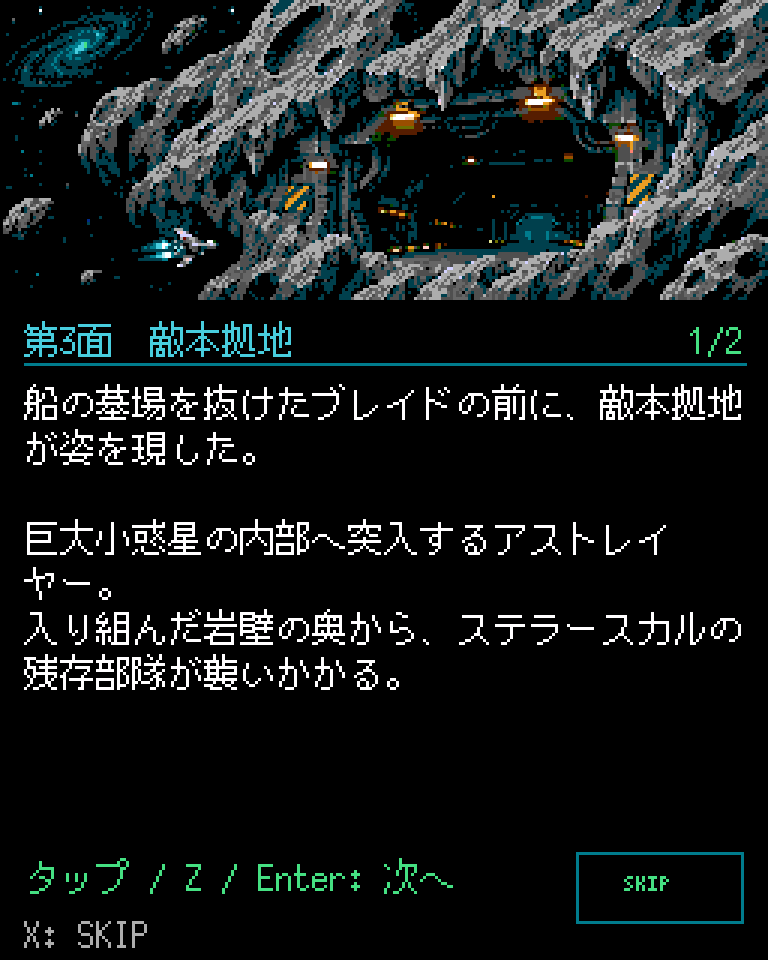 第3面　敵本拠地
1/2
船の墓場を抜けたブレイドの前に、敵本拠地
が姿を現した。
巨大小惑星の内部へ突入するアストレイ
ヤー。
入り組んだ岩壁の奥から、ステラースカルの
残存部隊が襲いかかる。
タップ / Z / Enter: 次へ
SKIP
X: SKIP